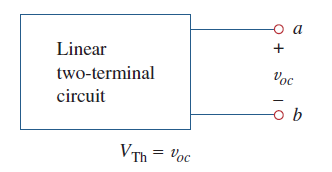 a
Linear
+
two-terminal
v_oc
circuit
–
b
V_Th = v_oc